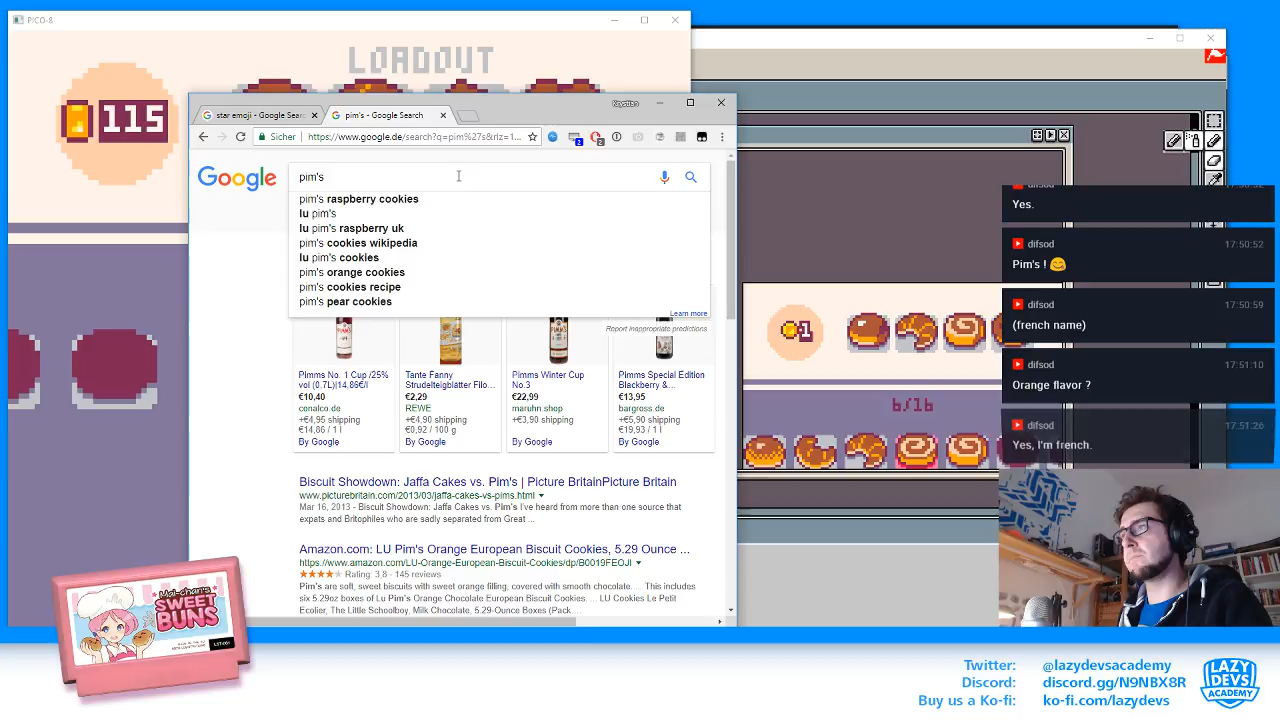 PICO-8
LOADOUT
115
Krystian
star emoji - Google Searc
pim's - Google Search
Sicher
https://www.google.de/search?q=pim%27s&rlz=1...
Google
pim's
pim's raspberry cookies
lu pim's
lu pim's raspberry uk
pim's cookies wikipedia
lu pim's cookies
pim's orange cookies
pim's cookies recipe
pim's pear cookies
Learn more
Report inappropriate predictions
Pimms No. 1 Cup /25%
vol (0.7L)|14.86€/l
€10,40
conalco.de
+€4,95 shipping
€14,86 / 1 l
By Google
Tante Fanny
Strudelteigblätter Filo...
€2,29
REWE
+€4,90 shipping
€0,92 / 100 g
By Google
Pimms Winter Cup
No.3
€22,99
maruhn.shop
+€3,90 shipping
By Google
Pimms Special Edition
Blackberry &...
€13,95
bargross.de
+€5,90 shipping
€19,93 / 1 l
By Google
Biscuit Showdown: Jaffa Cakes vs. Pim's | Picture BritainPicture Britain
www.picturebritain.com/2013/03/jaffa-cakes-vs-pims.html
Mar 16, 2013 - Biscuit Showdown: Jaffa Cakes vs. Pim's I've heard from more than one source that
expats and Britophiles who are sadly separated from Great ...
Amazon.com: LU Pim's Orange European Biscuit Cookies, 5.29 Ounce ...
https://www.amazon.com/LU-Orange-European-Biscuit-Cookies/dp/B0019FEOJI
Rating: 3,8 - 145 reviews
Pim's are soft, sweet biscuits with sweet orange filling, covered with smooth chocolate. ... This includes
six 5.29oz boxes of Lu Pim's Orange Chocolate European Biscuit Cookies. ... LU Cookies Le Petit
Ecolier, The Little Schoolboy, Milk Chocolate, 5.29-Ounce Boxes (Pack...
1
6/16
difsod
Yes.
difsod 17:50:52
Pim's !
difsod 17:50:59
(french name)
difsod 17:51:10
Orange flavor ?
difsod 17:51:26
Yes, I'm french.
Mai-chan's
SWEET
BUNS
Twitter: @lazydevsacademy
Discord: discord.gg/N9NBX8R
Buy us a Ko-fi: ko-fi.com/lazydevs
LAZY
DEVS
ACADEMY